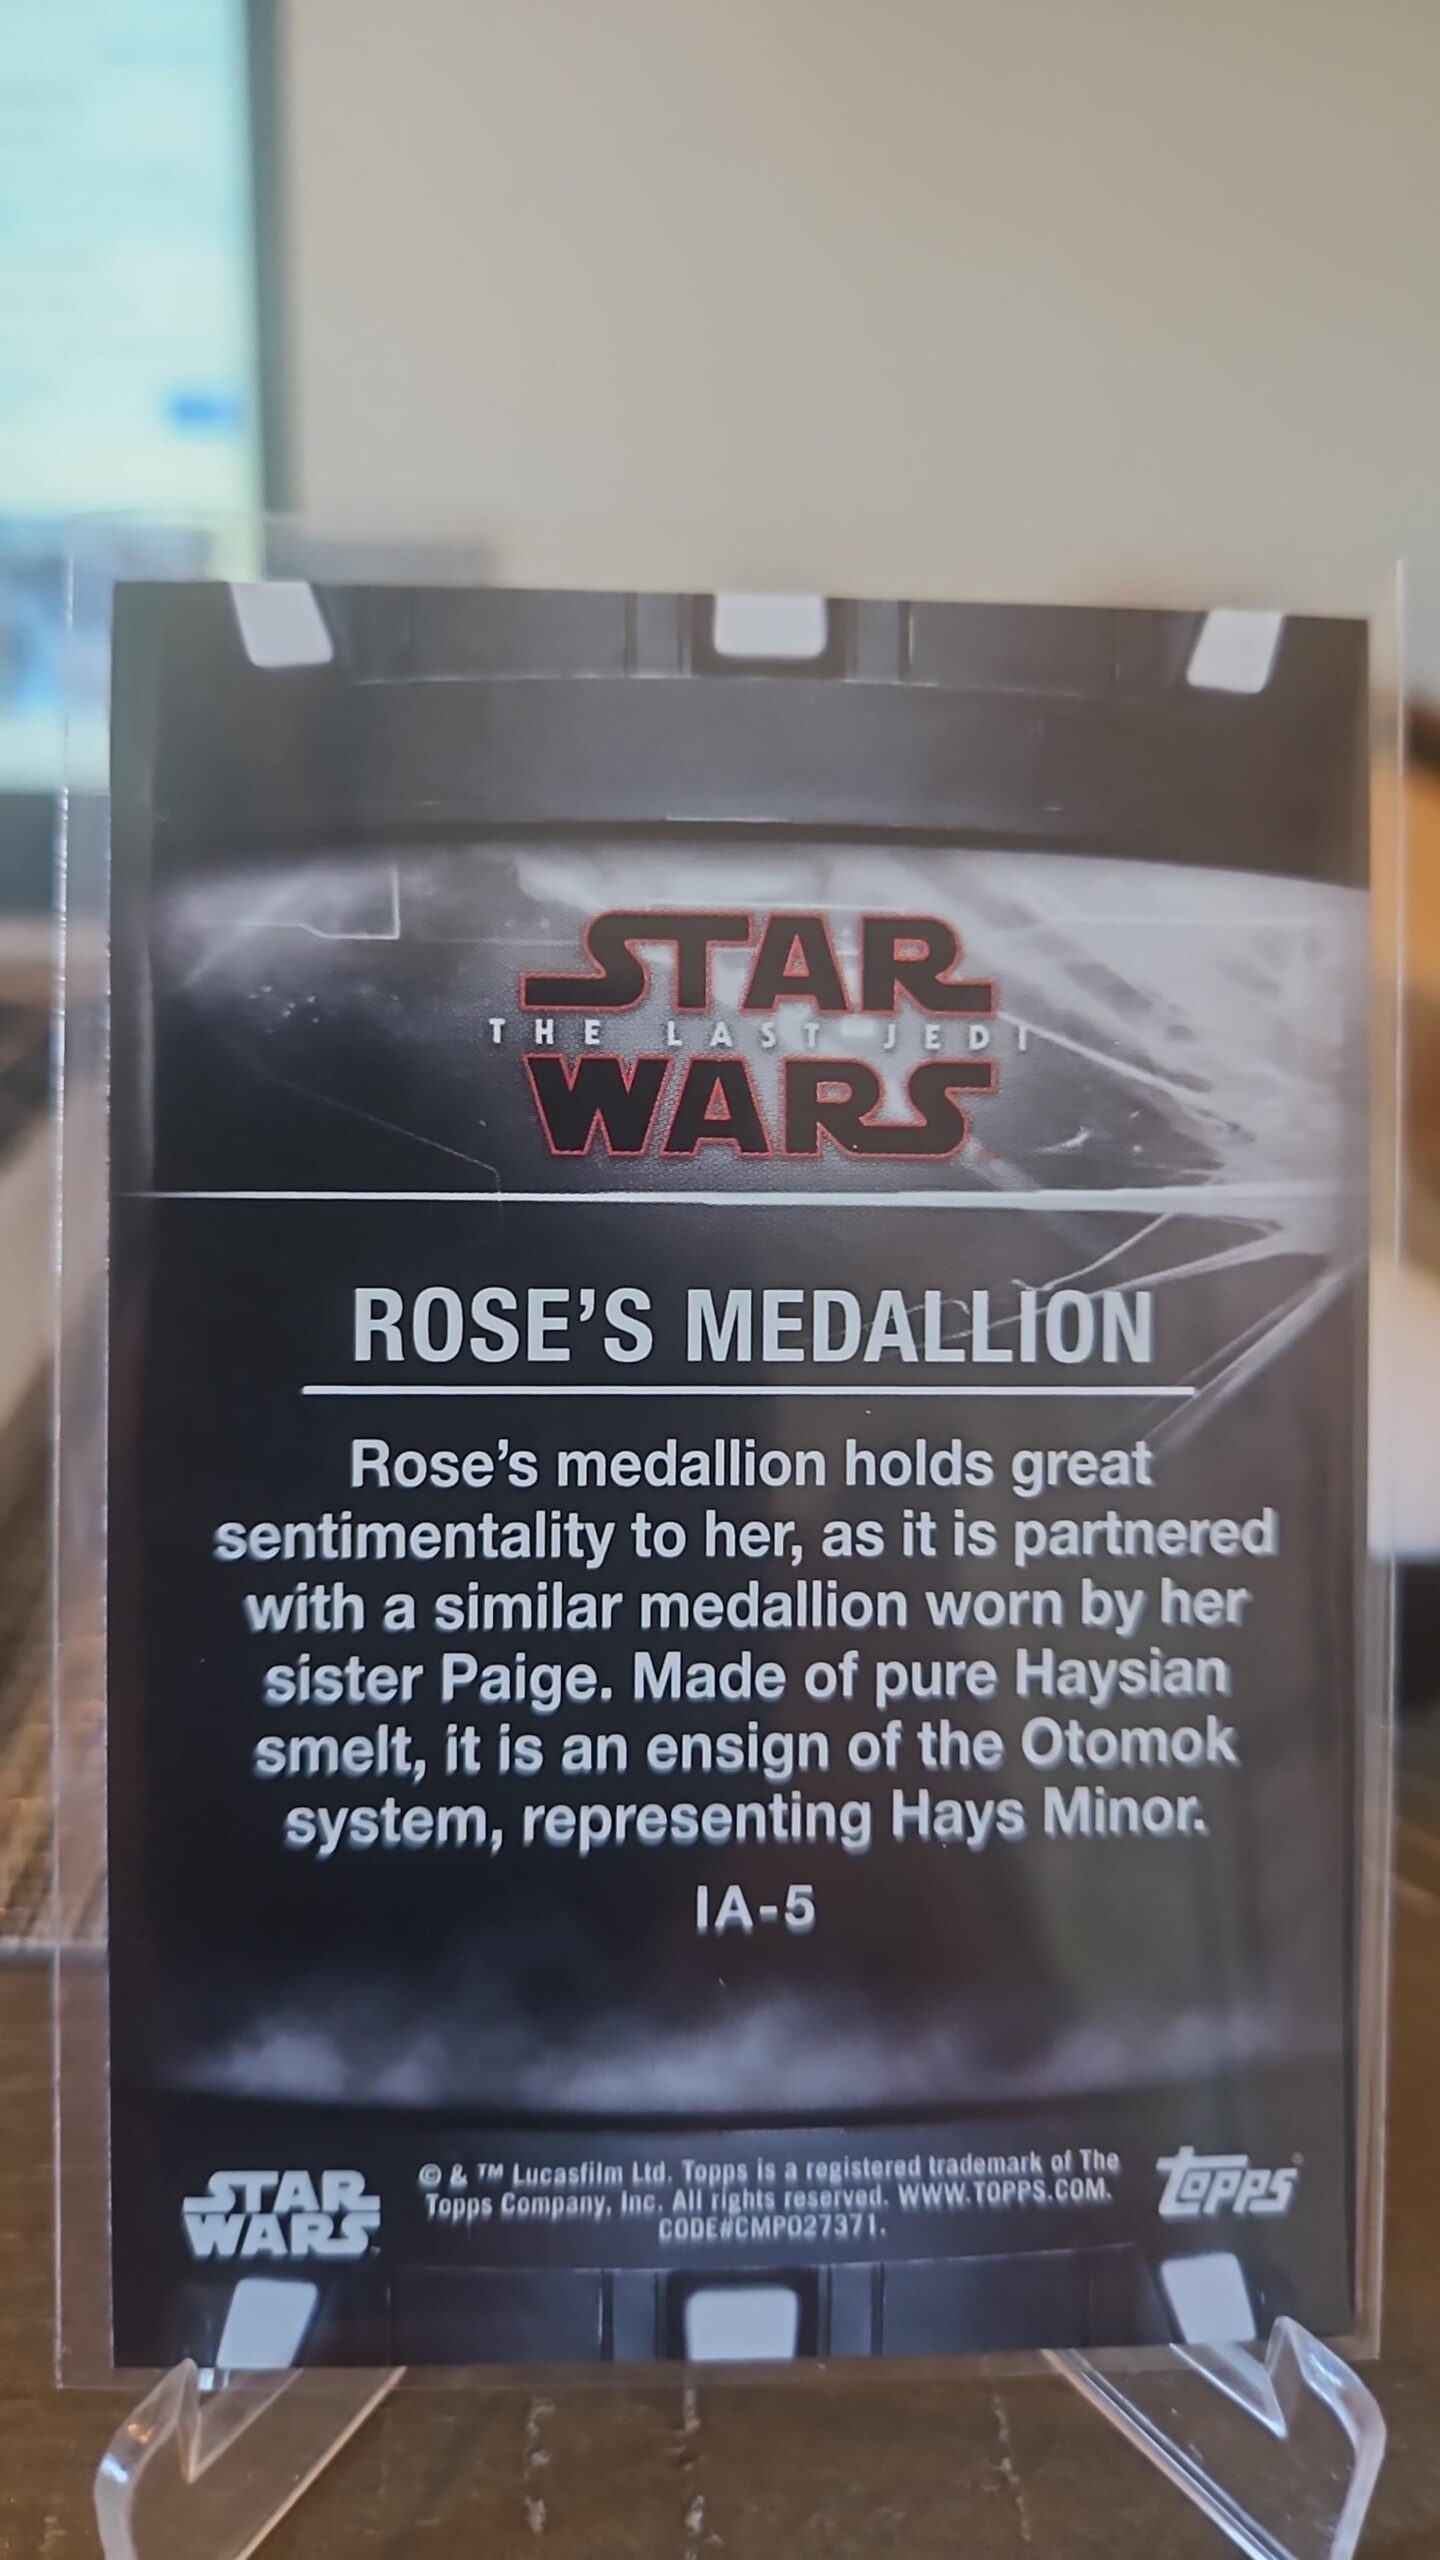 STAR
THE LAST JEDI
WARS
ROSE'S MEDALLION
Rose's medallion holds great
sentimentality to her, as it is partnered
with a similar medallion worn by her
sister Paige. Made of pure Haysian
smelt, it is an ensign of the Otomok
system, representing Hays Minor.
IA-5
STAR
WARS
© & TM Lucasfilm Ltd. Topps is a registered trademark of The
Topps Company, Inc. All rights reserved. WWW.TOPPS.COM.
CODE#CMP027371.
topps